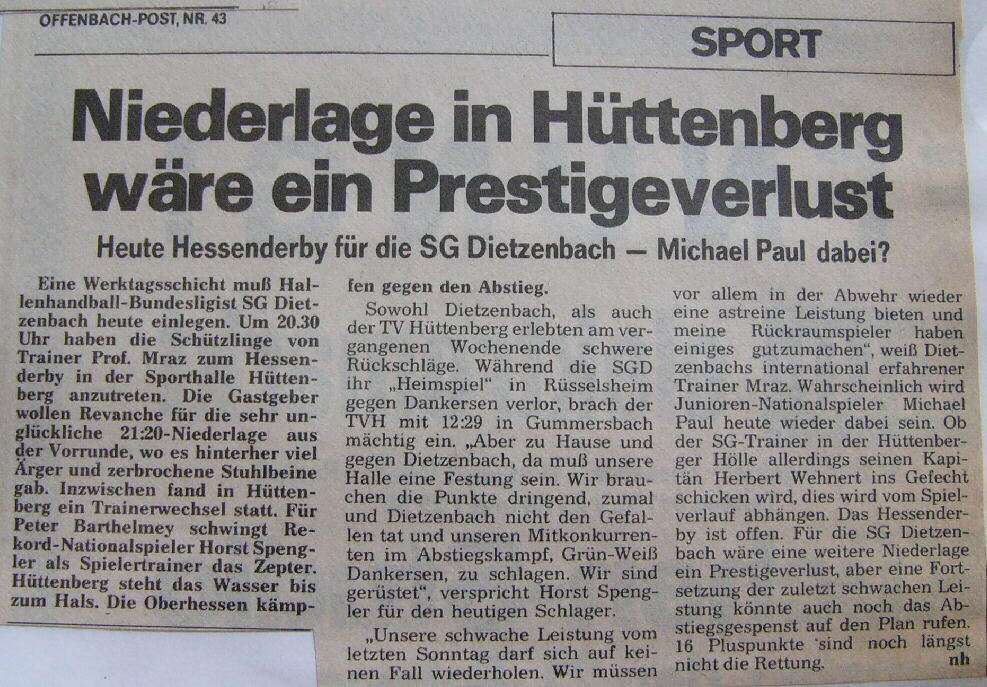 OFFENBACH-POST, NR. 43
SPORT
Niederlage in Hüttenberg
wäre ein Prestigeverlust
Heute Hessenderby für die SG Dietzenbach — Michael Paul dabei?
Eine Werktagsschicht muß Hal-
lenhandball-Bundesligist SG Diet-
zenbach heute einlegen. Um 20.30
Uhr haben die Schützlinge von
Trainer Prof. Mraz zum Hessen-
derby in der Sporthalle Hütten-
berg anzutreten. Die Gastgeber
wollen Revanche für die sehr un-
glückliche 21:20-Niederlage aus
der Vorrunde, wo es hinterher viel
Ärger und zerbrochene Stuhlbeine
gab. Inzwischen fand in Hütten-
berg ein Trainerwechsel statt. Für
Peter Barthelmey schwingt Re-
kord-Nationalspieler Horst Speng-
ler als Spielertrainer das Zepter.
Hüttenberg steht das Wasser bis
zum Hals. Die Oberhessen kämp-
fen gegen den Abstieg.
Sowohl Dietzenbach, als auch
der TV Hüttenberg erlebten am ver-
gangenen Wochenende schwere
Rückschläge. Während die SGD
ihr „Heimspiel“ in Rüsselsheim
gegen Dankersen verlor, brach der
TVH mit 12:29 in Gummersbach
mächtig ein. „Aber zu Hause und
gegen Dietzenbach, da muß unsere
Halle eine Festung sein. Wir brau-
chen die Punkte dringend, zumal
und Dietzenbach nicht den Gefal-
len tat und unseren Mitkonkurren-
ten im Abstiegskampf, Grün-Weiß
Dankersen, zu schlagen. Wir sind
gerüstet“, verspricht Horst Speng-
ler für den heutigen Schlager.
„Unsere schwache Leistung vom
letzten Sonntag darf sich auf kei-
nen Fall wiederholen. Wir müssen
vor allem in der Abwehr wieder
eine astreine Leistung bieten und
meine Rückraumspieler haben
einiges gutzumachen“, weiß Diet-
zenbachs international erfahrener
Trainer Mraz. Wahrscheinlich wird
Junioren-Nationalspieler Michael
Paul heute wieder dabei sein. Ob
der SG-Trainer in der Hüttenber-
ger Hölle allerdings seinen Kapi-
tän Herbert Wehnert ins Gefecht
schicken wird, dies wird vom Spiel-
verlauf abhängen. Das Hessender-
by ist offen. Für die SG Dietzen-
bach wäre eine weitere Niederlage
ein Prestigeverlust, aber eine Fort-
setzung der zuletzt schwachen Lei-
stung könnte auch noch das Ab-
stiegsgespenst auf den Plan rufen.
16 Pluspunkte sind noch längst
nicht die Rettung. nh